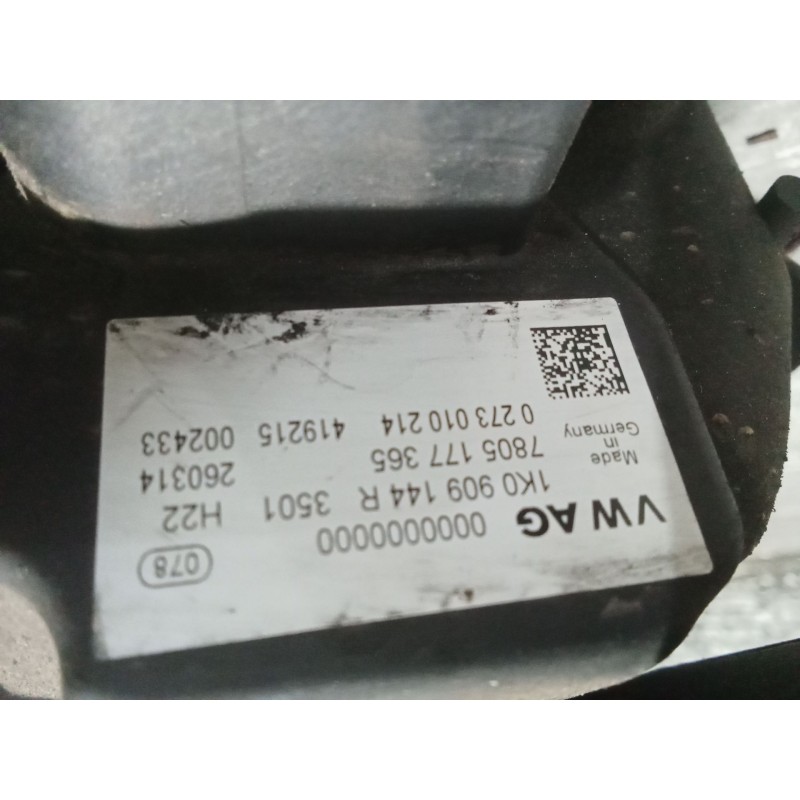 VW AG 0000000000 078
1K0 909 144 R 3501 H22
7805 177 365 260314
0 273 010 214 419215 002433
Made
in
Germany